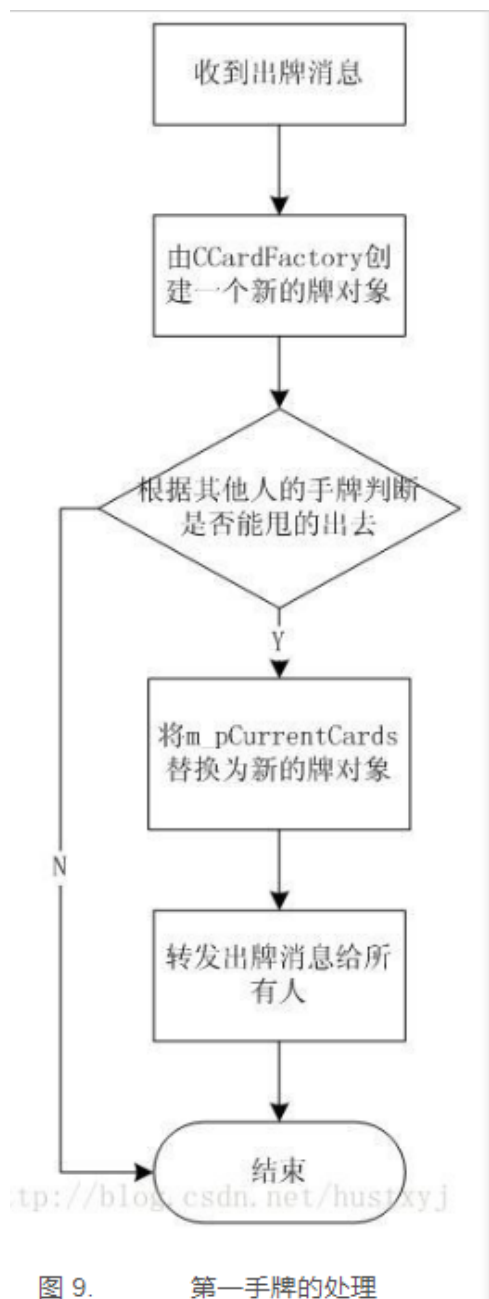 收到出牌消息
由CCardFactory创
建一个新的牌对象
根据其他人的手牌判断
是否能甩的出去
Y
将m_pCurrentCards
替换为新的牌对象
N
转发出牌消息给所
有人
结束
tp://blog.csdn.net/hustxyj
图 9. 第一手牌的处理